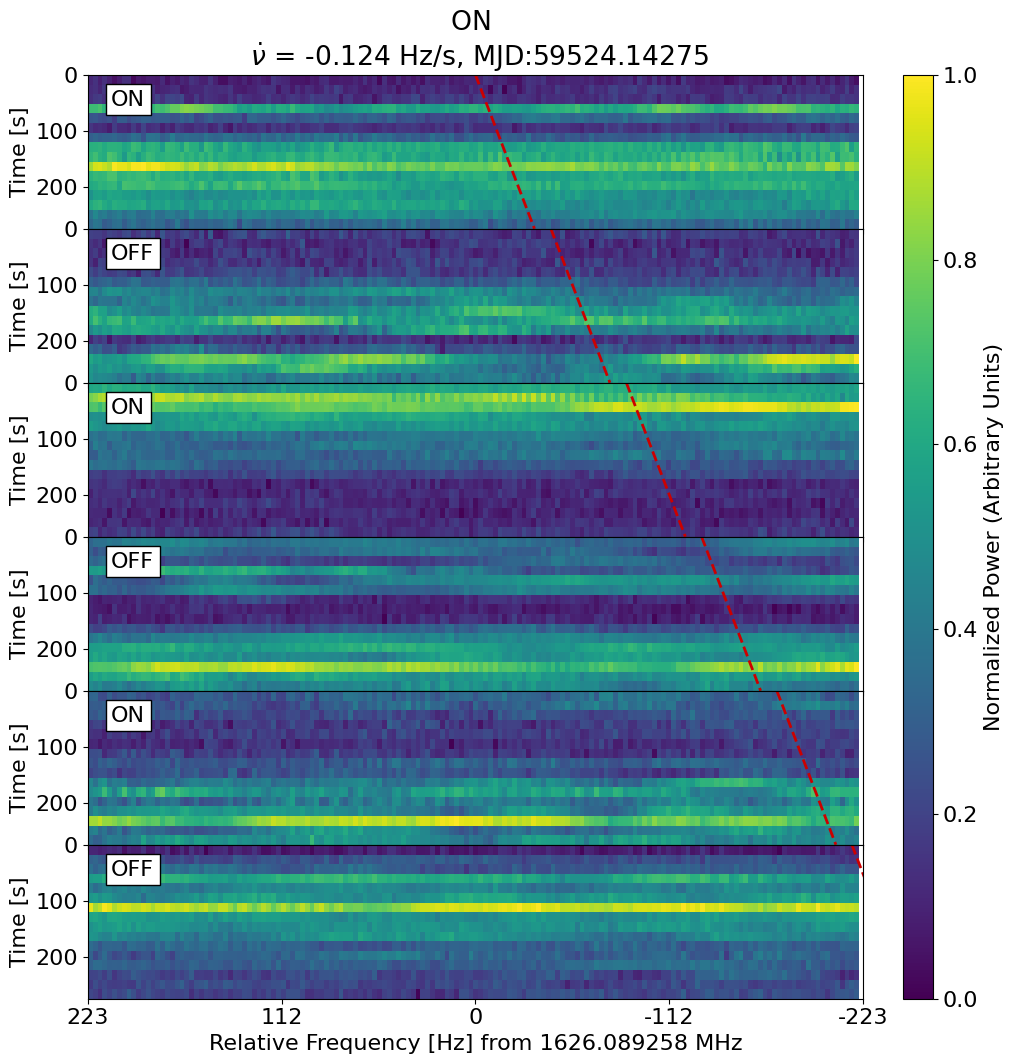 ON
ν̇ = -0.124 Hz/s, MJD:59524.14275
0
ON
100
Time [s]
200
0
OFF
100
Time [s]
200
0
ON
100
Time [s]
200
0
OFF
100
Time [s]
200
0
ON
100
Time [s]
200
0
OFF
100
Time [s]
200
223 112 0 -112 -223
Relative Frequency [Hz] from 1626.089258 MHz
1.0
0.8
0.6
0.4
0.2
0.0
Normalized Power (Arbitrary Units)